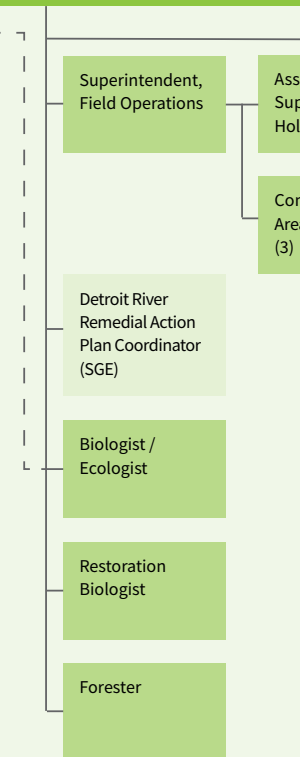 Superintendent,
Field Operations
Detroit River
Remedial Action
Plan Coordinator
(SGE)
Biologist /
Ecologist
Restoration
Biologist
Forester
(3)